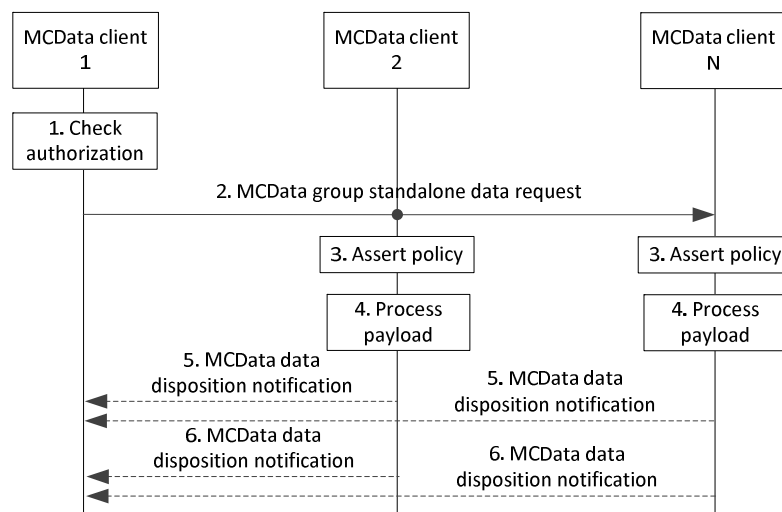 MCData client
1
MCData client
2
MCData client
N
1. Check
authorization
2. MCData group standalone data request
3. Assert policy
3. Assert policy
4. Process
payload
4. Process
payload
5. MCData data
disposition notification
5. MCData data
disposition notification
6. MCData data
disposition notification
6. MCData data
disposition notification